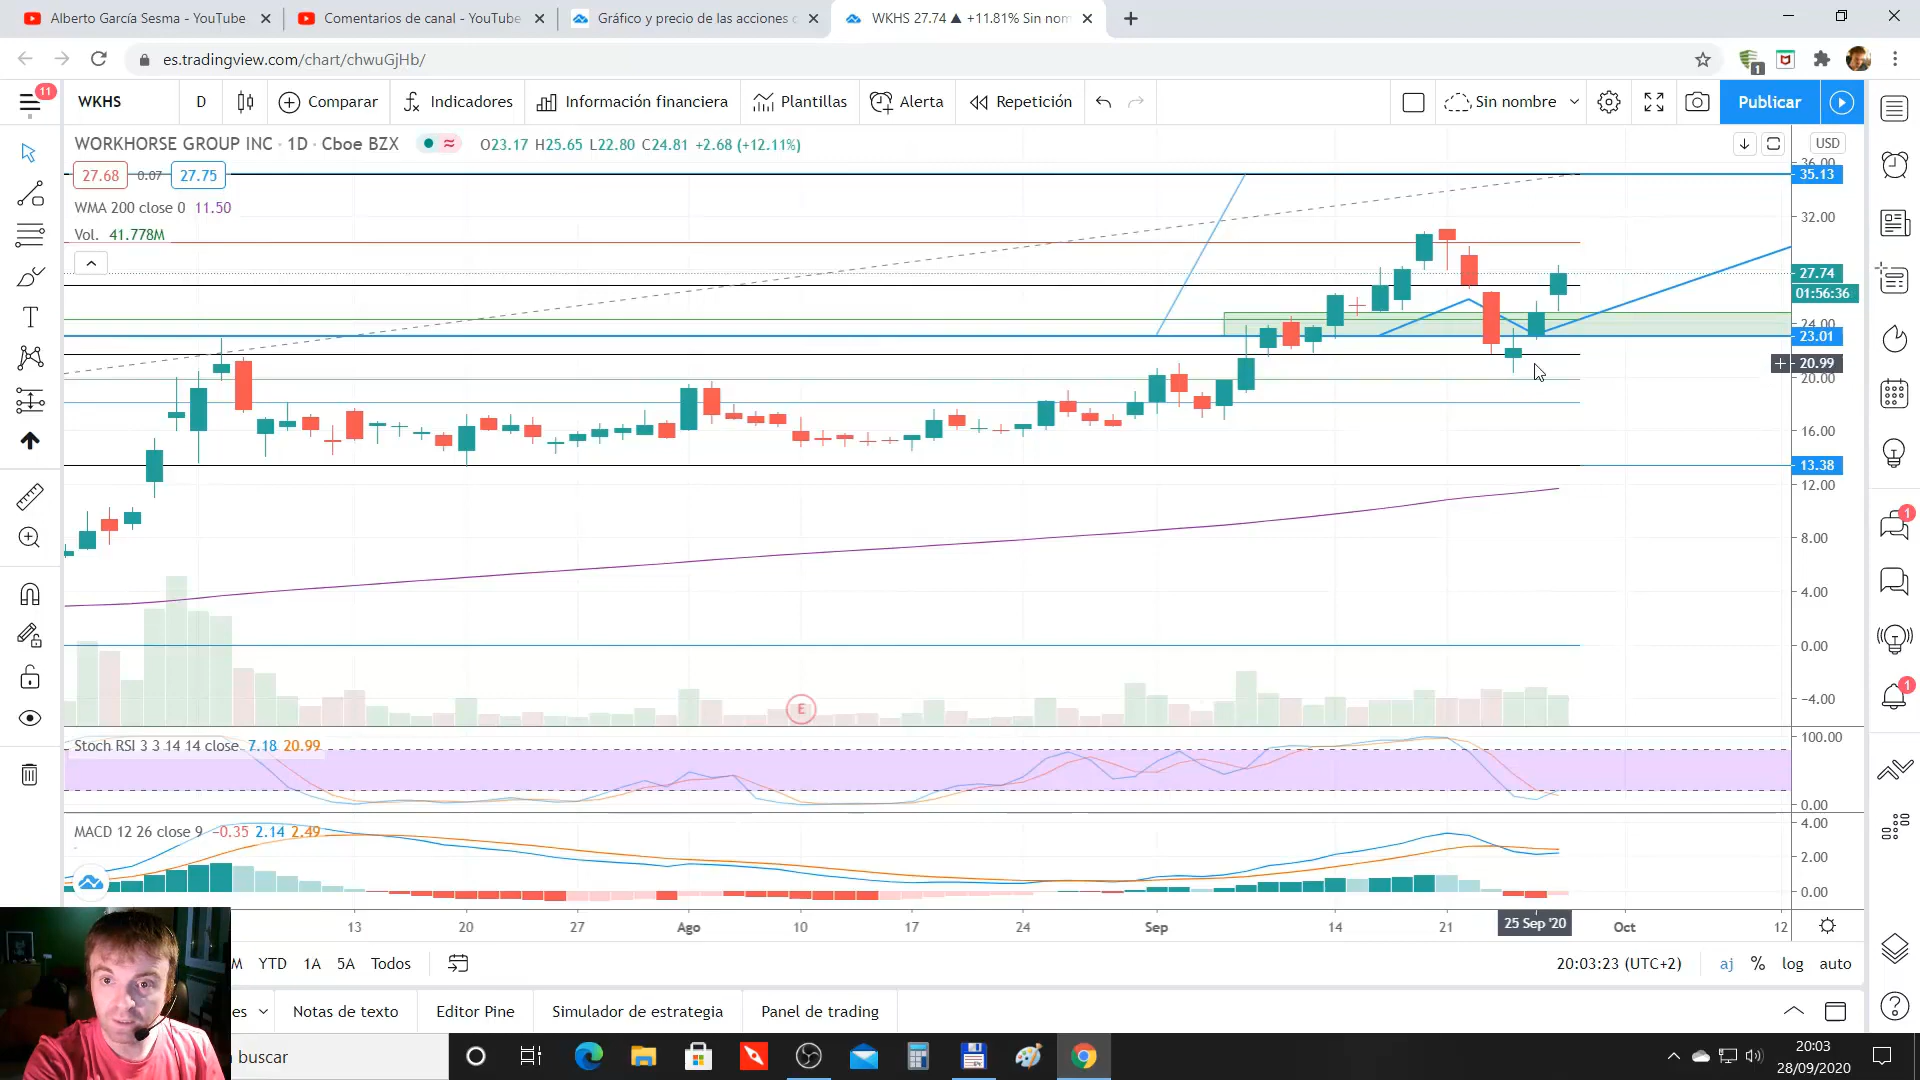 Alberto García Sesma - YouTube
Comentarios de canal - YouTube
Gráfico y precio de las acciones
WKHS 27.74 ▲ +11.81% Sin nom
es.tradingview.com/chart/chwuGjHb/
1
11
WKHS
D
Comparar
Indicadores
Información financiera
Plantillas
Alerta
Repetición
Sin nombre
Publicar
WORKHORSE GROUP INC · 1D · Cboe BZX
O23.17 H25.65 L22.80 C24.81 +2.68 (+12.11%)
USD
27.68 0.07 27.75
WMA 200 close 0 11.50
Vol. 41.778M
36.00
35.13
32.00
27.74
01:56:36
24.00
23.01
20.99
20.00
16.00
13.38
12.00
8.00
4.00
0.00
−4.00
E
1
1
Stoch RSI 3 3 14 14 close 7.18 20.99
100.00
0.00
MACD 12 26 close 9 −0.35 2.14 2.49
4.00
2.00
0.00
13 20 27 Ago 10 17 24 Sep 14 21 25 Sep '20 Oct 12
M YTD 1A 5A Todos
20:03:23 (UTC+2)
aj % log auto
es
Notas de texto
Editor Pine
Simulador de estrategia
Panel de trading
buscar
20:03
28/09/2020